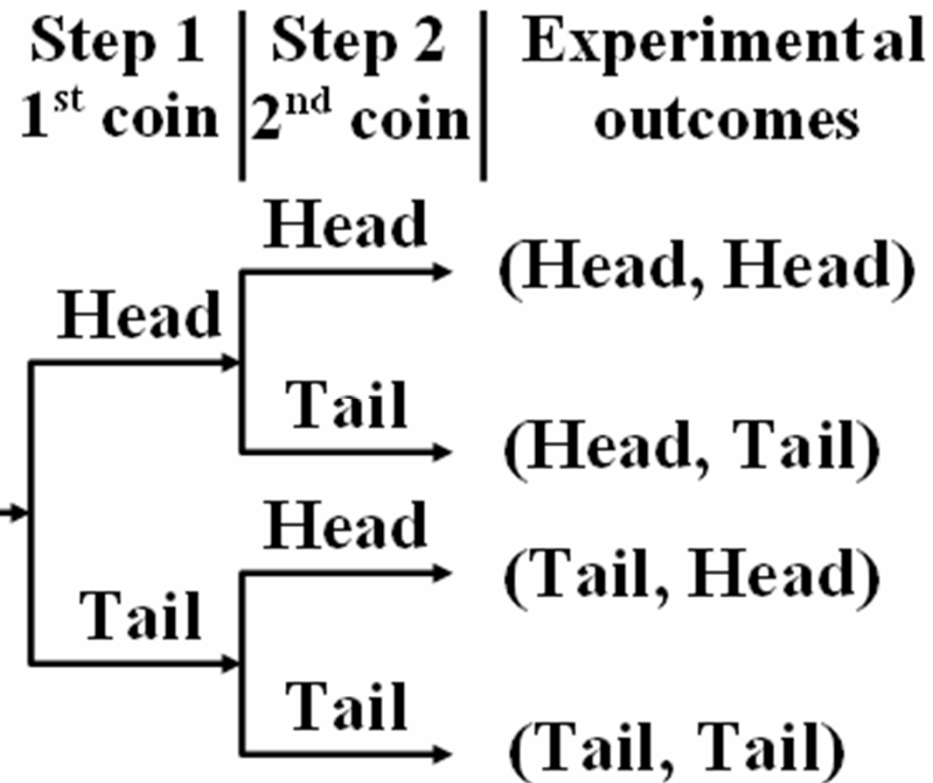 Step 1
1st coin
Step 2
2nd coin
Experimental
outcomes
Head
(Head, Head)
Head
Tail
(Head, Tail)
Head
(Tail, Head)
Tail
Tail
(Tail, Tail)